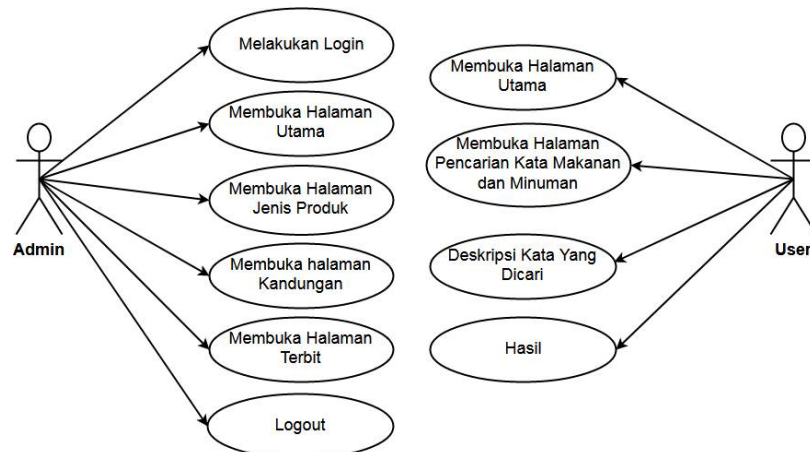 Melakukan Login
Membuka Halaman
Utama
Membuka Halaman
Jenis Produk
Membuka halaman
Kandungan
Membuka Halaman
Terbit
Logout
Admin
Membuka Halaman
Utama
Membuka Halaman
Pencarian Kata Makanan
dan Minuman
Deskripsi Kata Yang
Dicari
Hasil
User